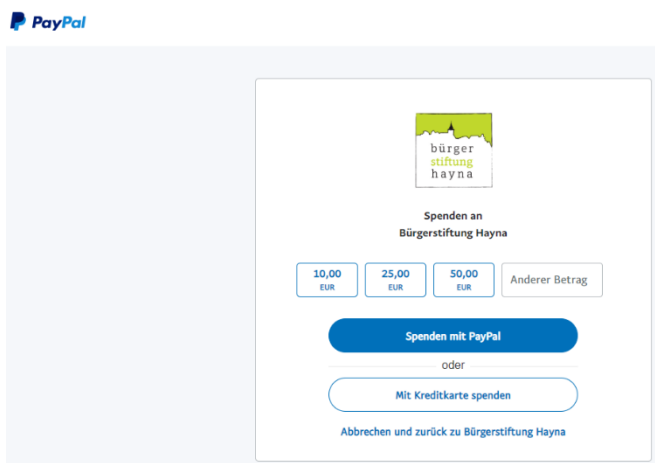 PayPal
bürger
stiftung
hayna
Spenden an
Bürgerstiftung Hayna
10,00 25,00 50,00 Anderer Betrag
EUR EUR EUR
Spenden mit PayPal
oder
Mit Kreditkarte spenden
Abbrechen und zurück zu Bürgerstiftung Hayna